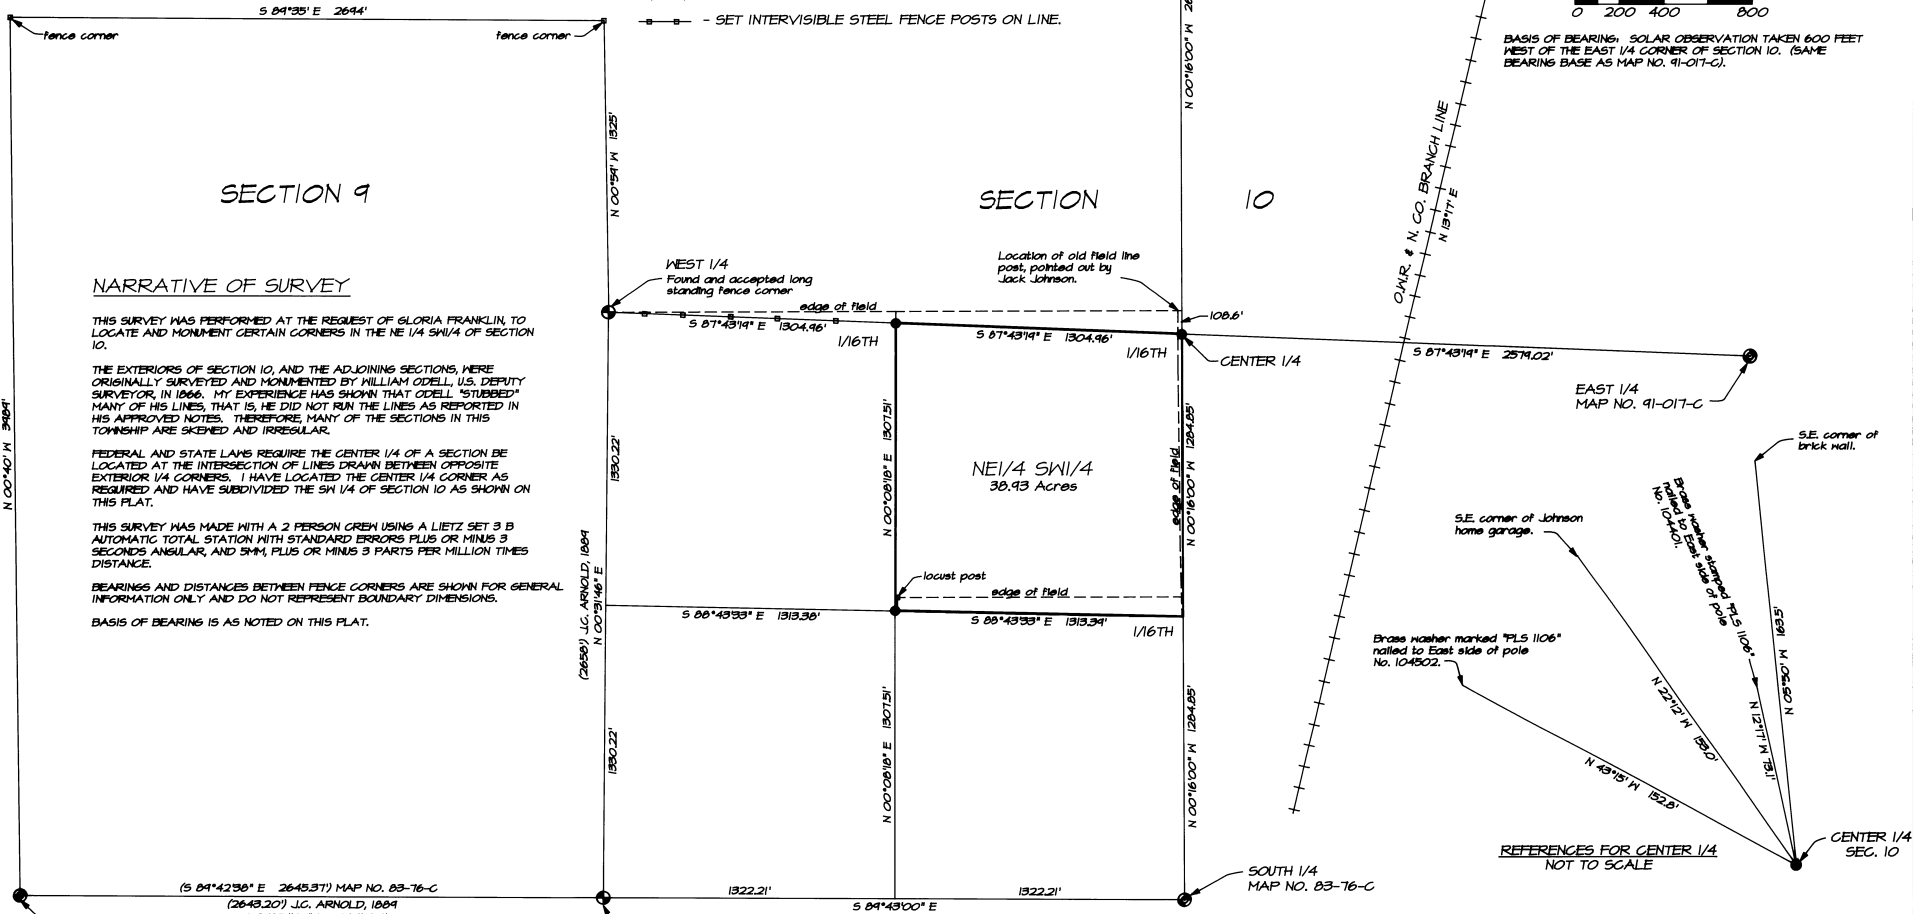 S 89°35' E 2694'
fence corner
fence corner
- SET INTERVISIBLE STEEL FENCE POSTS ON LINE.
N 00°16'00" W
0 200 400 800
BASIS OF BEARING: SOLAR OBSERVATION TAKEN 600 FEET
WEST OF THE EAST 1/4 CORNER OF SECTION 10. (SAME
BEARING BASE AS MAP NO. 91-017-C).
N 00°59' W 1325'
O.W.R. & N. CO. BRANCH LINE
N 13°17' E
SECTION 9
SECTION 10
NARRATIVE OF SURVEY
THIS SURVEY WAS PERFORMED AT THE REQUEST OF GLORIA FRANKLIN, TO
LOCATE AND MONUMENT CERTAIN CORNERS IN THE NE 1/4 SW1/4 OF SECTION
10.
THE EXTERIORS OF SECTION 10, AND THE ADJOINING SECTIONS, WERE
ORIGINALLY SURVEYED AND MONUMENTED BY WILLIAM ODELL, U.S. DEPUTY
SURVEYOR, IN 1866. MY EXPERIENCE HAS SHOWN THAT ODELL "STUBBED"
MANY OF HIS LINES, THAT IS, HE DID NOT RUN THE LINES AS REPORTED IN
HIS APPROVED NOTES. THEREFORE, MANY OF THE SECTIONS IN THIS
TOWNSHIP ARE SKEWED AND IRREGULAR.
FEDERAL AND STATE LAWS REQUIRE THE CENTER 1/4 OF A SECTION BE
LOCATED AT THE INTERSECTION OF LINES DRAWN BETWEEN OPPOSITE
EXTERIOR 1/4 CORNERS. I HAVE LOCATED THE CENTER 1/4 CORNER AS
REQUIRED AND HAVE SUBDIVIDED THE SW 1/4 OF SECTION 10 AS SHOWN ON
THIS PLAT.
THIS SURVEY WAS MADE WITH A 2 PERSON CREW USING A LIETZ SET 3 B
AUTOMATIC TOTAL STATION WITH STANDARD ERRORS PLUS OR MINUS 3
SECONDS ANGULAR, AND 5MM, PLUS OR MINUS 3 PARTS PER MILLION TIMES
DISTANCE.
BEARINGS AND DISTANCES BETWEEN FENCE CORNERS ARE SHOWN FOR GENERAL
INFORMATION ONLY AND DO NOT REPRESENT BOUNDARY DIMENSIONS.
BASIS OF BEARING IS AS NOTED ON THIS PLAT.
N 00°40' W
WEST 1/4
Found and accepted long
standing fence corner
edge of field
S 87°43'19" E 1304.96'
1/16TH
Location of old field line
post, pointed out by
Jack Johnson.
108.6'
S 87°43'19" E 1304.96'
1/16TH
CENTER 1/4
S 87°43'19" E 2579.02'
EAST 1/4
MAP NO. 91-017-C
1330.22'
N 00°08'18" E 1307.51'
NE1/4 SW1/4
38.93 Acres
edge of field
N 00°16'00" W 1284.85'
(2658') J.C. ARNOLD, 1889
N 00°31'46" E
locust post
edge of field
S 88°43'33" E 1313.38'
S 88°43'33" E 1313.39'
1/16TH
1330.22'
N 00°08'18" E 1307.51'
N 00°16'00" W 1284.85'
S.E. corner of
brick wall.
S.E. corner of Johnson
home garage.
Brass washer stamped "PLS 1106"
nailed to East side of pole
No. 104401.
Brass washer marked "PLS 1106"
nailed to East side of pole
No. 104502.
N 05°50' W 163.5'
N 12°17' W 73.1'
N 22°12' W 153.0'
N 43°15' W 152.8'
REFERENCES FOR CENTER 1/4
NOT TO SCALE
CENTER 1/4
SEC. 10
SOUTH 1/4
MAP NO. 83-76-C
(S 89°42'38" E 2645.37') MAP NO. 83-76-C
(2643.20') J.C. ARNOLD, 1889
1322.21'
1322.21'
S 89°43'00" E